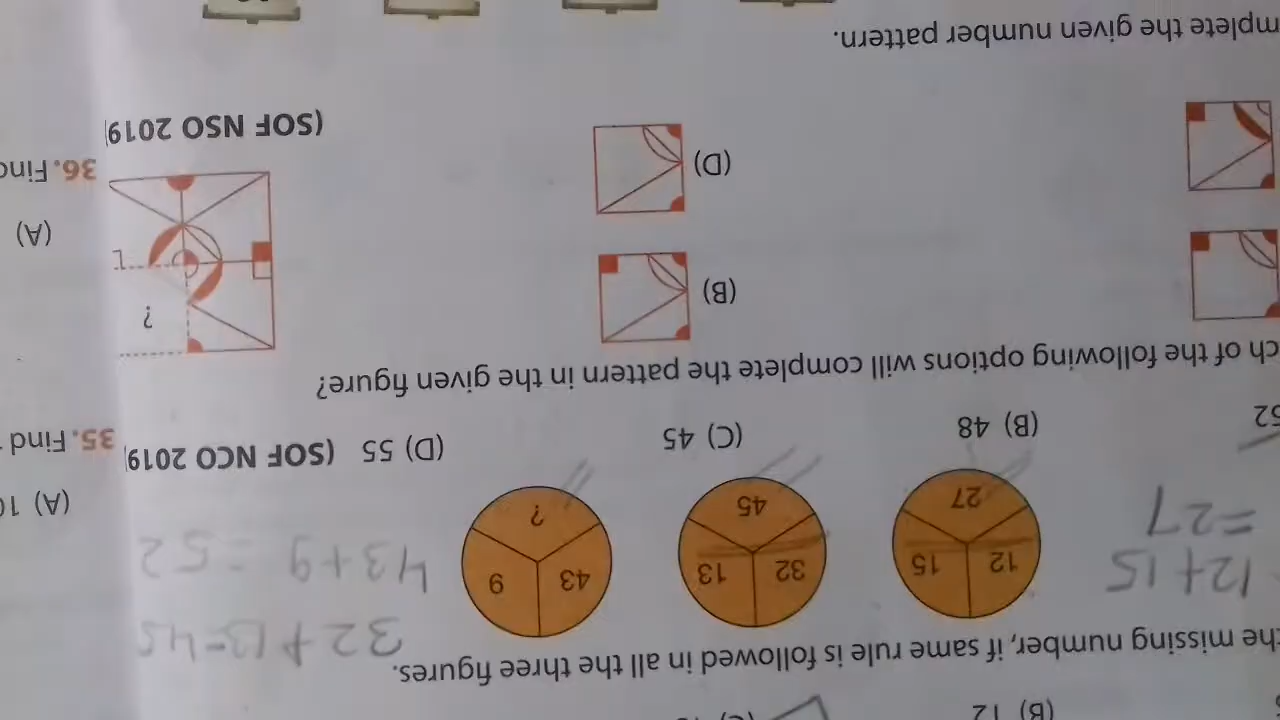 (B) 12
the missing number, if same rule is followed in all the three figures.
12 + 15
= 27
12 15 27
32 13 45
43 9 ?
32 + 13 = 45
43 + 9 = 52
52 (B) 48 (C) 45 (D) 55 (SOF NCO 2019)
ch of the following options will complete the pattern in the given figure?
?
(B)
(D)
(SOF NSO 2019)
mplete the given number pattern.
(A) 10
35. Find
(A)
36. Find